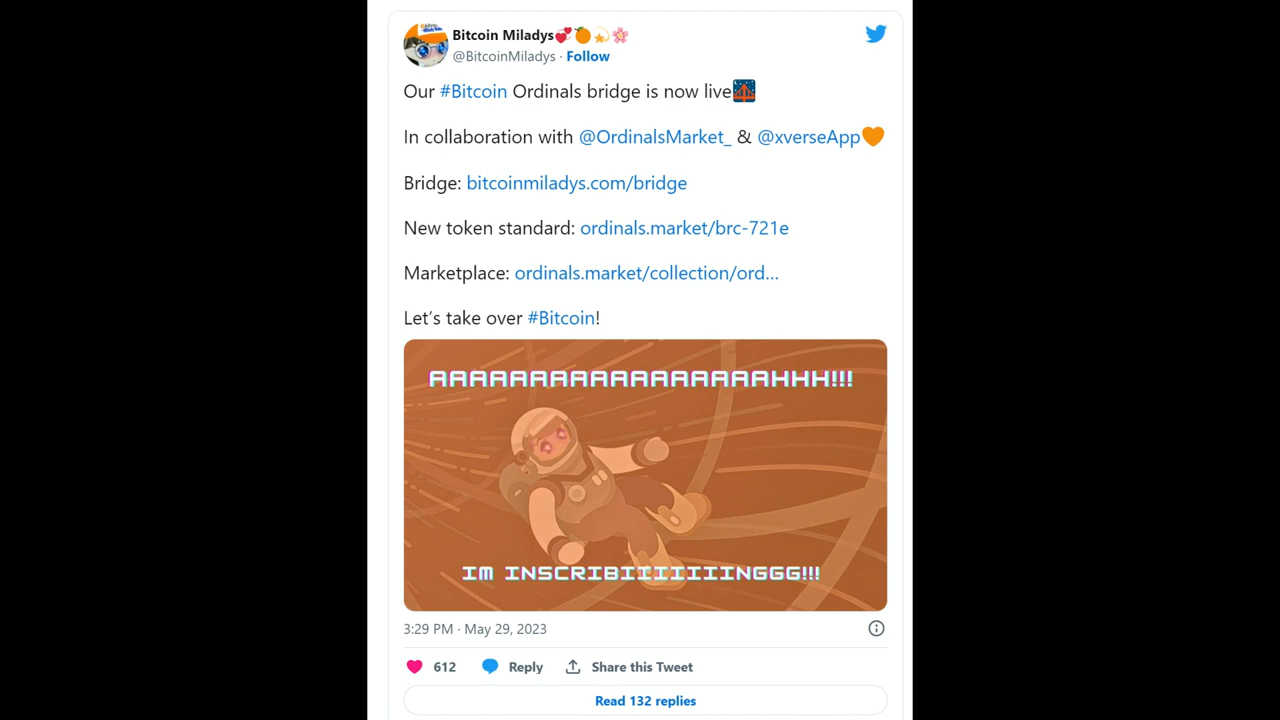 Bitcoin Miladys💞🍊💫🌸
@BitcoinMiladys · Follow
Our #Bitcoin Ordinals bridge is now live🌉
In collaboration with @OrdinalsMarket_ & @xverseApp🧡
Bridge: bitcoinmiladys.com/bridge
New token standard: ordinals.market/brc-721e
Marketplace: ordinals.market/collection/ord…
Let’s take over #Bitcoin!
AAAAAAAAAAAAAAAAAHHH!!!
IM INSCRIBIIIIIIINGGG!!!
3:29 PM · May 29, 2023
612 Reply Share this Tweet
Read 132 replies